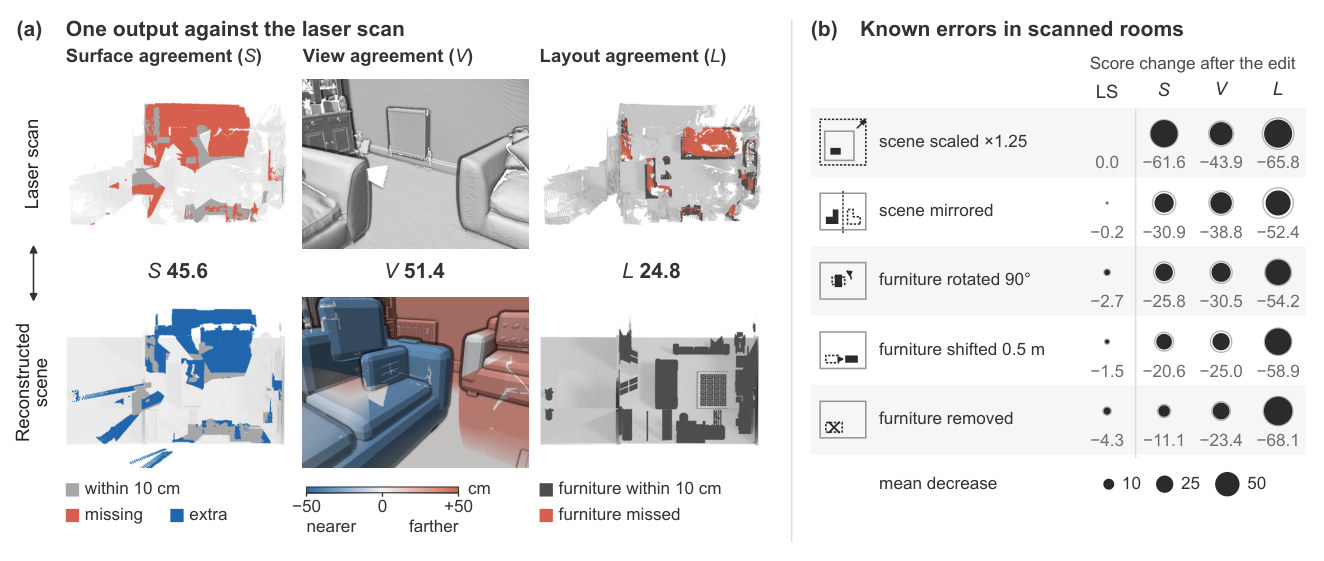 (a) One output against the laser scan
Surface agreement (S)
View agreement (V)
Layout agreement (L)
Laser scan
S 45.6
V 51.4
L 24.8
Reconstructed
scene
within 10 cm
missing
extra
−50
0
+50
cm
nearer
farther
furniture within 10 cm
furniture missed
(b) Known errors in scanned rooms
Score change after the edit
LS S V L
scene scaled ×1.25
0.0 −61.6 −43.9 −65.8
scene mirrored
−0.2 −30.9 −38.8 −52.4
furniture rotated 90°
−2.7 −25.8 −30.5 −54.2
furniture shifted 0.5 m
−1.5 −20.6 −25.0 −58.9
furniture removed
−4.3 −11.1 −23.4 −68.1
mean decrease 10 25 50